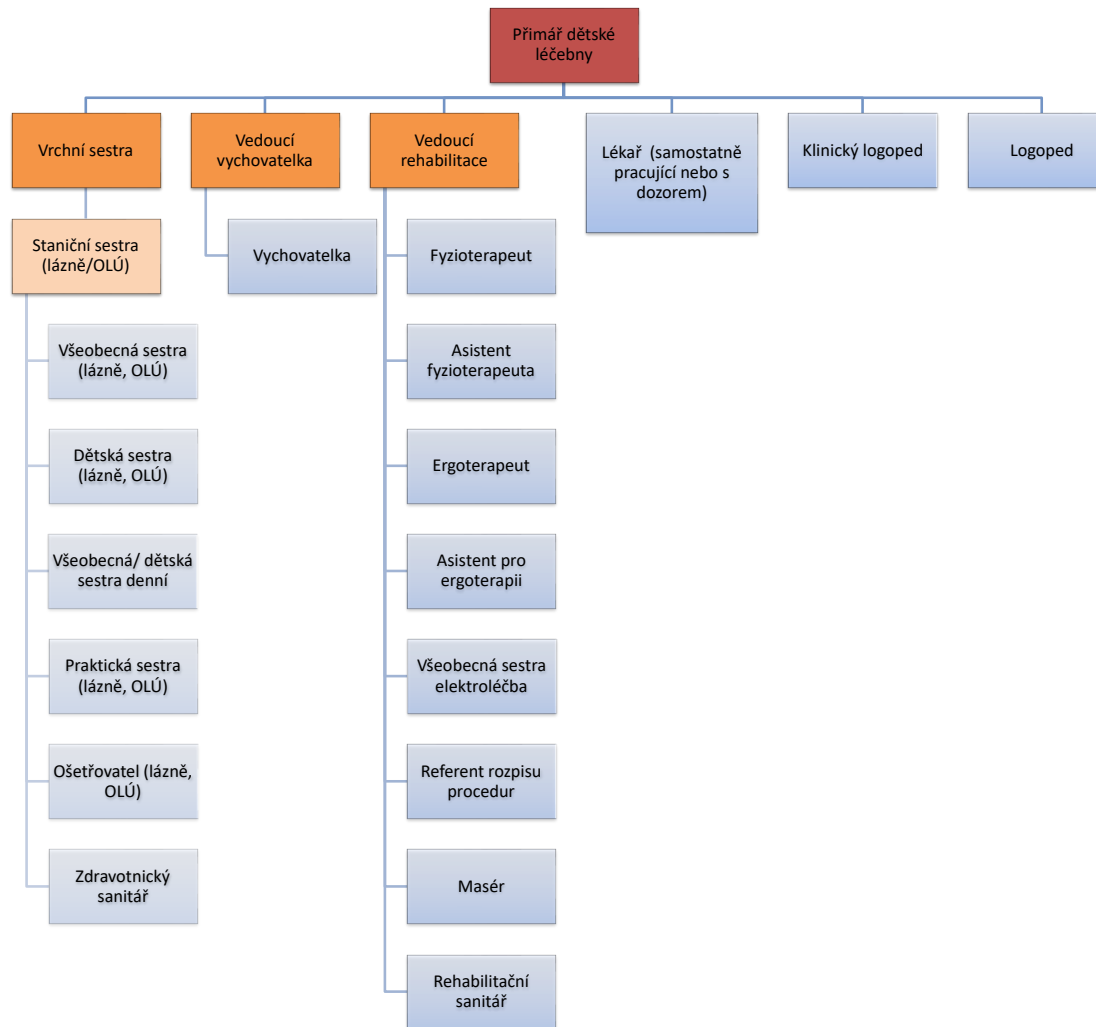 Přimář dětské
léčebny
Vrchní sestra
Vedoucí
vychovatelka
Vedoucí
rehabilitace
Lékař (samostatně
pracující nebo s
dozorem)
Klinický logoped
Logoped
Staniční sestra
(lázně/OLÚ)
Vychovatelka
Fyzioterapeut
Všeobecná sestra
(lázně, OLÚ)
Asistent
fyzioterapeuta
Dětská sestra
(lázně, OLÚ)
Ergoterapeut
Všeobecná/ dětská
sestra denní
Asistent pro
ergoterapii
Praktická sestra
(lázně, OLÚ)
Všeobecná sestra
elektroléčba
Ošetřovatel (lázně,
OLÚ)
Referent rozpisu
procedur
Zdravotnický
sanitář
Masér
Rehabilitační
sanitář